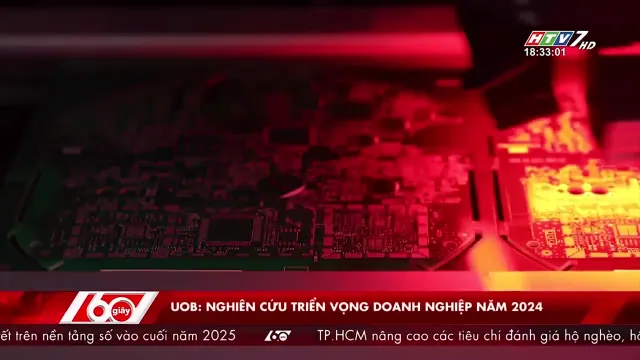 HTV7 HD
18:33:01
60 giây
UOB: NGHIÊN CỨU TRIỂN VỌNG DOANH NGHIỆP NĂM 2024
ết trên nền tảng số vào cuối năm 2025 60 TP.HCM nâng cao các tiêu chí đánh giá hộ nghèo, h